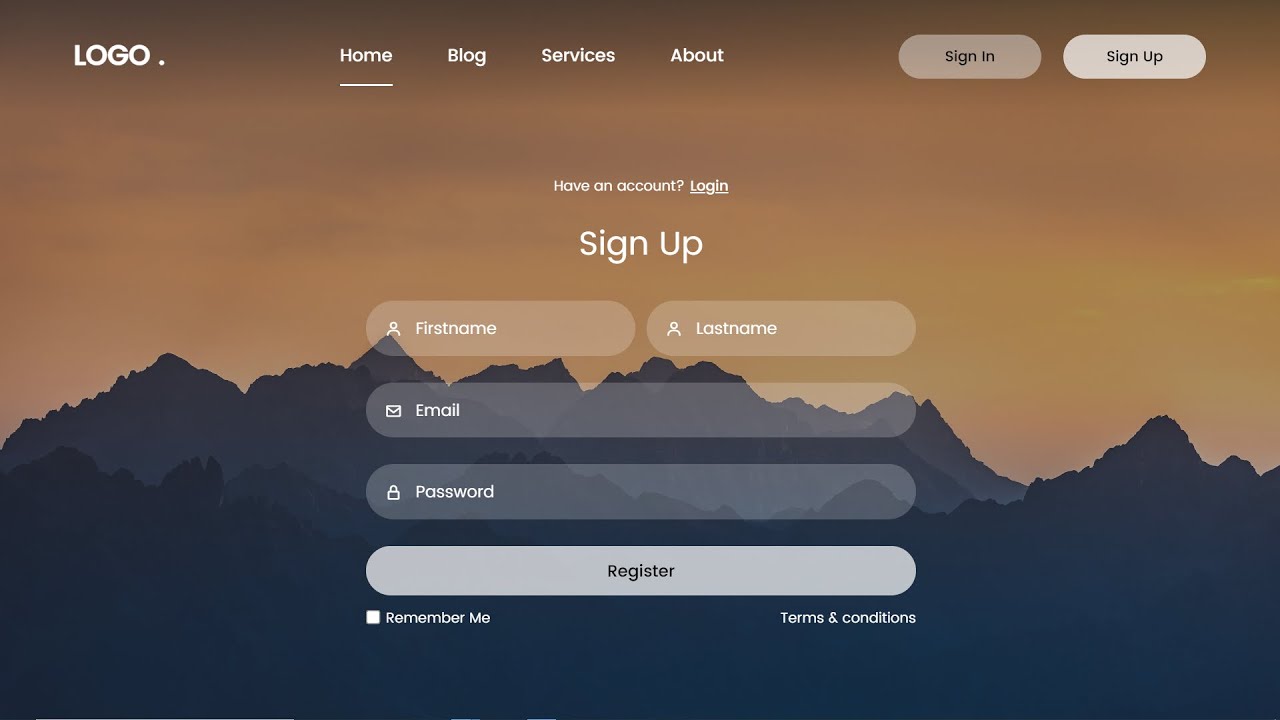 LOGO . Home Blog Services About Sign In Sign Up
Have an account? Login
Sign Up
Firstname Lastname
Email
Password
Register
Remember Me Terms & conditions